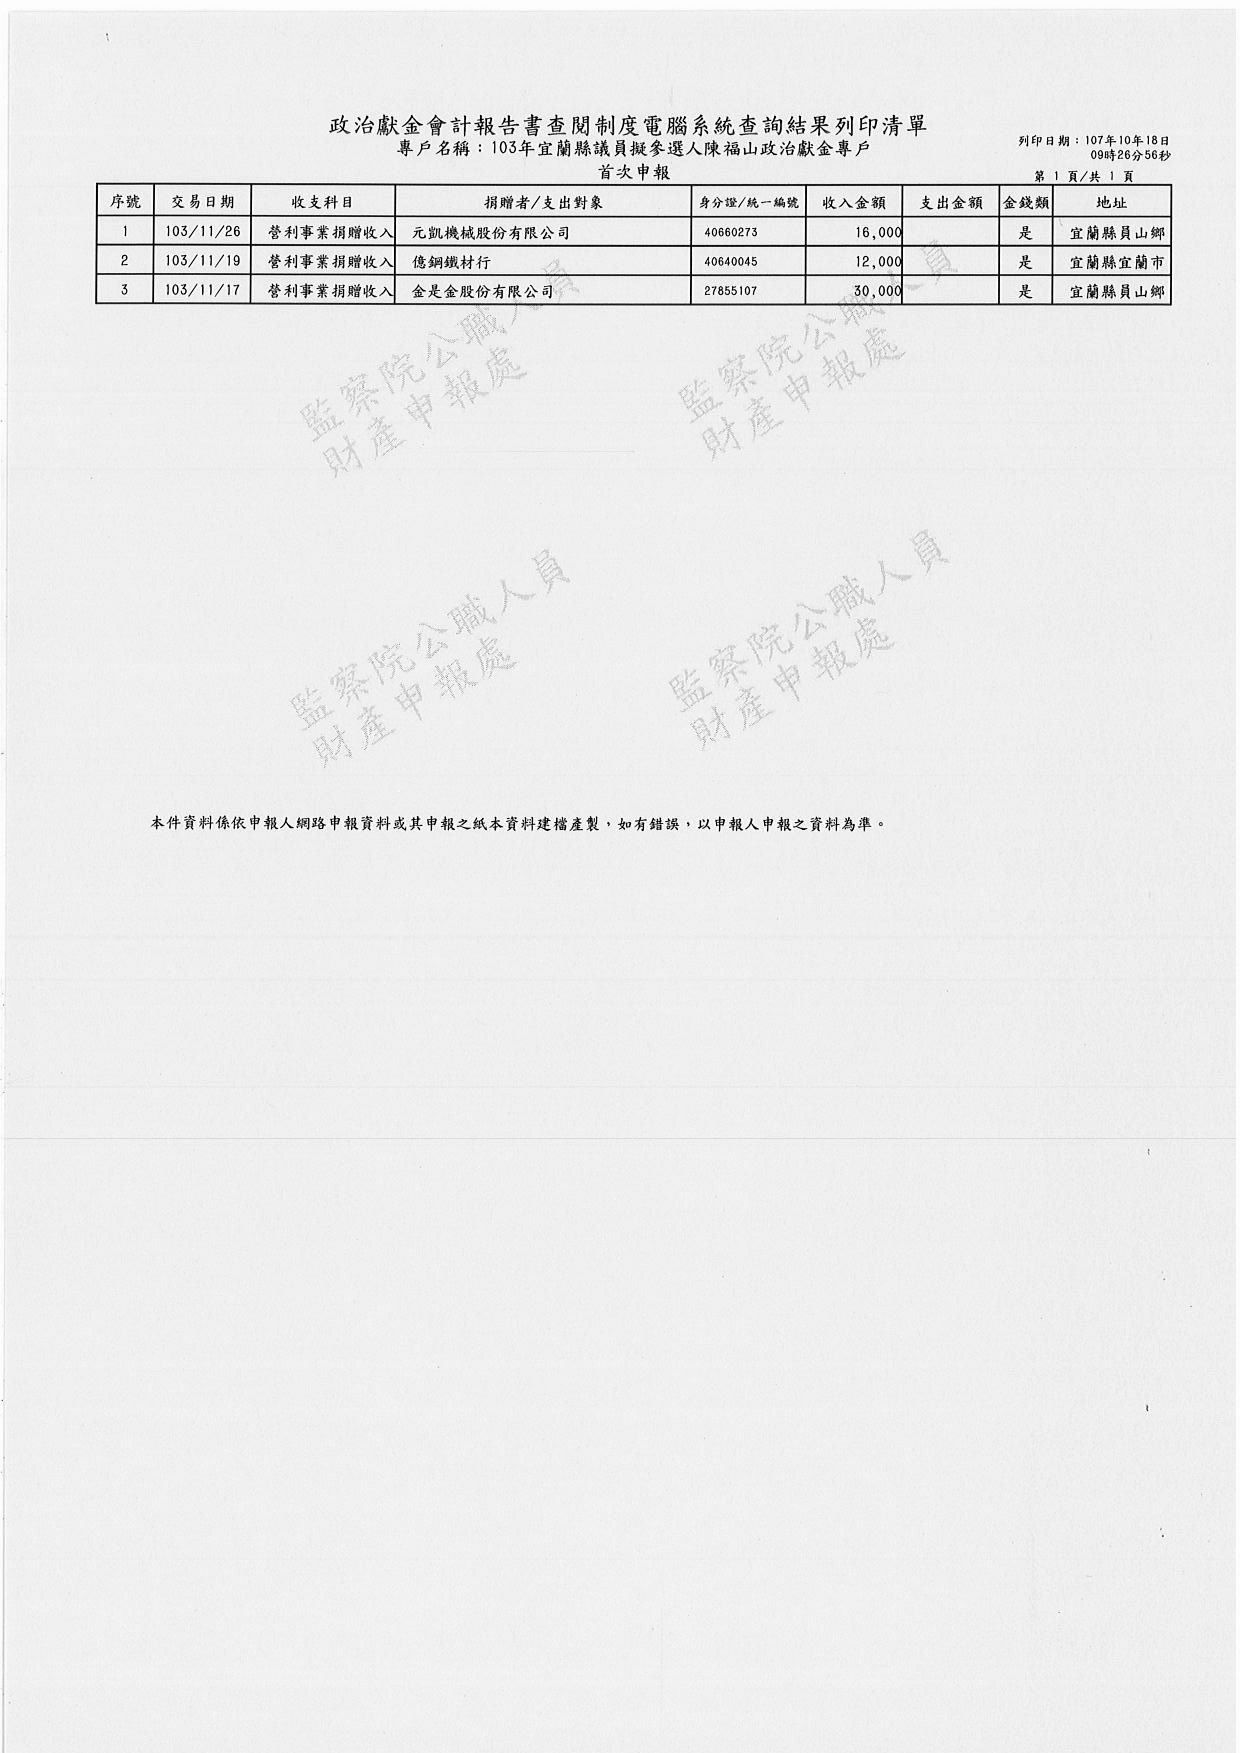 政治獻金會計報告書查閱制度電腦系統查詢結果列印清單
專戶名稱：103年宜蘭縣議員擬參選人陳福山政治獻金專戶
列印日期：107年10月18日
09時26分56秒
首次申報
第 1 頁/共 1 頁
序號 交易日期 收支科目 捐贈者/支出對象 身分證/統一編號 收入金額 支出金額 金錢類 地址
1 103/11/26 營利事業捐贈收入 元凱機械股份有限公司 40660273 16,000 是 宜蘭縣員山鄉
2 103/11/19 營利事業捐贈收入 億鋼鐵材行 40640045 12,000 是 宜蘭縣宜蘭市
3 103/11/17 營利事業捐贈收入 金是金股份有限公司 27855107 30,000 是 宜蘭縣員山鄉
監察院公職人員
財產申報處
監察院公職人員
財產申報處
監察院公職人員
財產申報處
監察院公職人員
財產申報處
本件資料係依申報人網路申報資料或其申報之紙本資料建檔產製，如有錯誤，以申報人申報之資料為準。